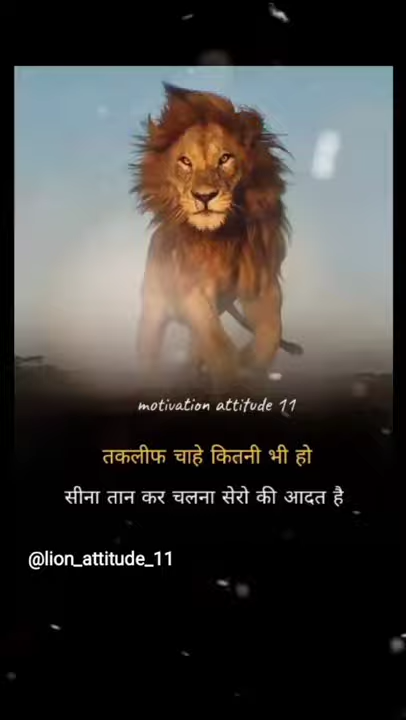 motivation attitude 11
तकलीफ चाहे कितनी भी हो
सीना तान कर चलना सेरो की आदत है
@lion_attitude_11